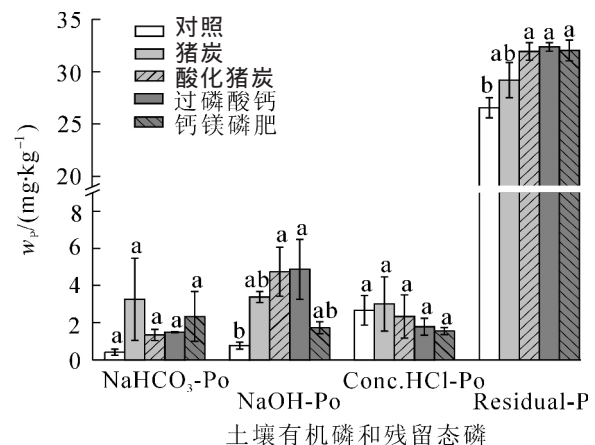 35
30
25
20
8
6
4
2
0
w_P/(mg·kg⁻¹)
对照
猪炭
酸化猪炭
过磷酸钙
钙镁磷肥
a a a a a
b ab a a ab
a a a a a
b ab a a a
NaHCO₃-Po
NaOH-Po
Conc.HCl-Po
Residual-P
土壤有机磷和残留态磷